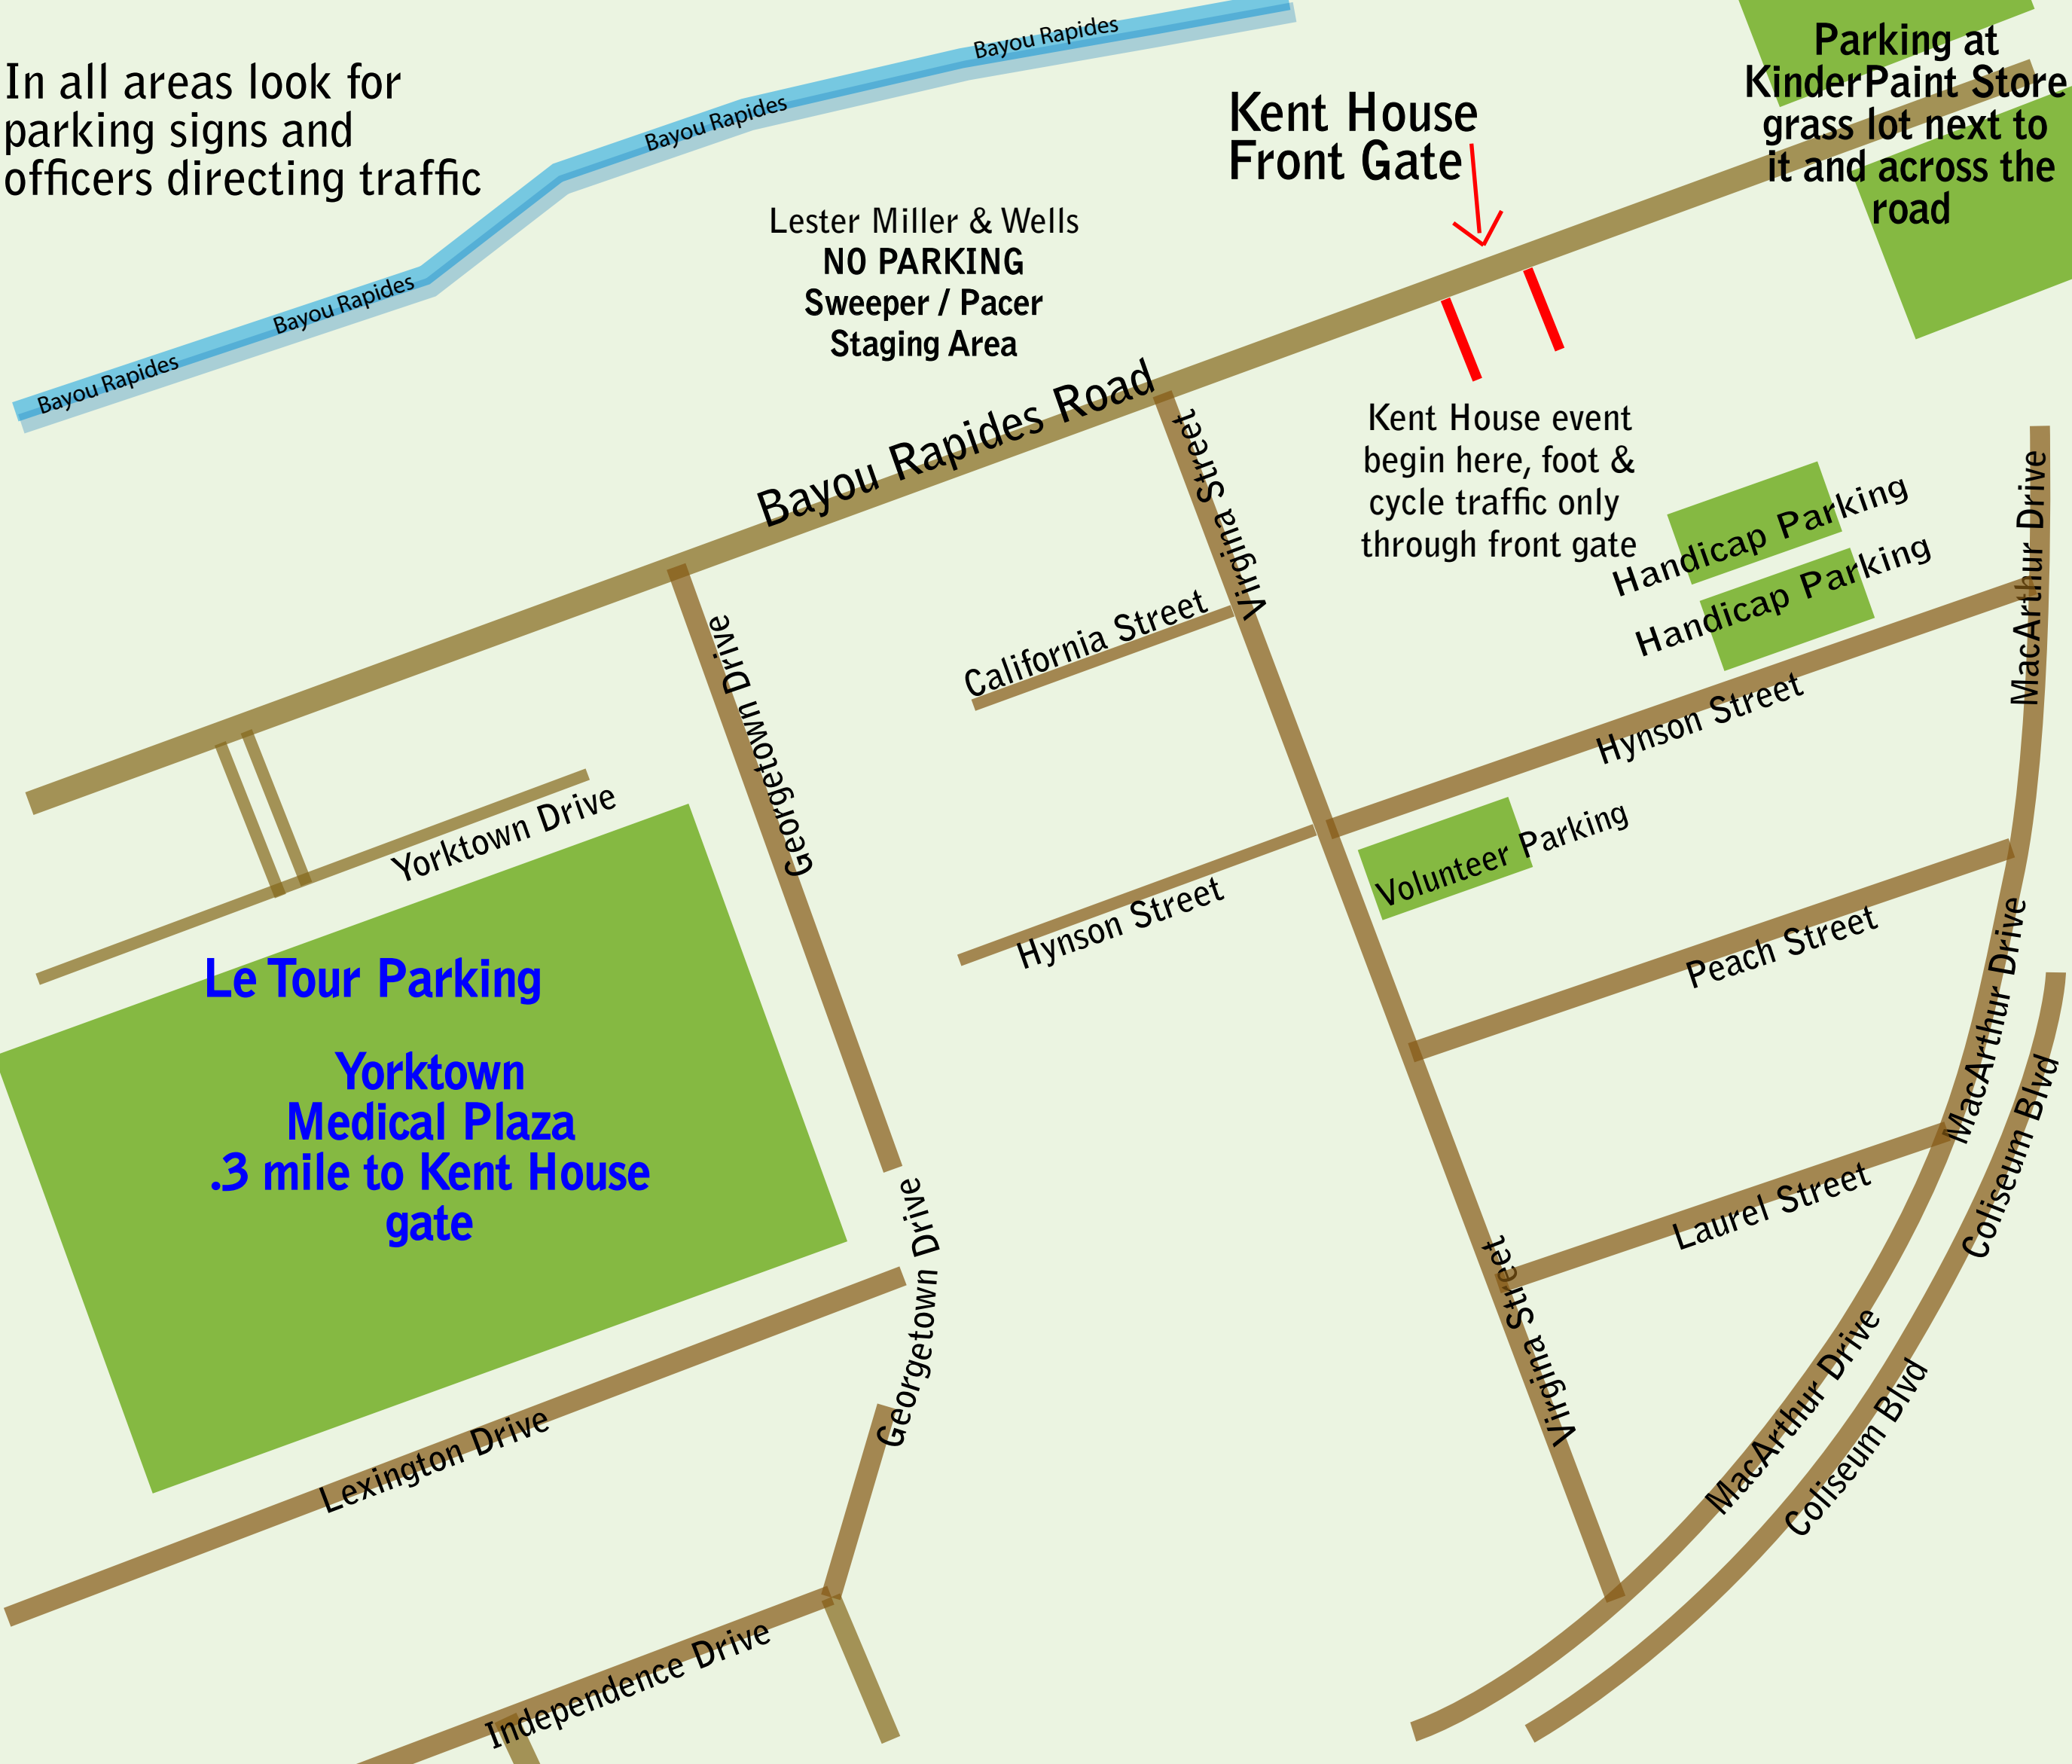 Bayou Rapides
Bayou Rapides
Bayou Rapides
Bayou Rapides
In all areas look for
parking signs and
officers directing traffic
Parking at
KinderPaint Store
grass lot next to
it and across the
road
Kent House
Front Gate
Lester Miller & Wells
NO PARKING
Sweeper / Pacer
Staging Area
Bayou Rapides Road
Virgina Street
Kent House event
begin here, foot &
cycle traffic only
through front gate
Handicap Parking
Handicap Parking
MacArthur Drive
California Street
Georgetown Drive
Hynson Street
Yorktown Drive
Volunteer Parking
Hynson Street
Peach Street
MacArthur Drive
Le Tour Parking
Yorktown
Medical Plaza
.3 mile to Kent House
gate
Coliseum Blvd
Laurel Street
Georgetown Drive
Virgina Street
MacArthur Drive
Coliseum Blvd
Lexington Drive
Independence Drive